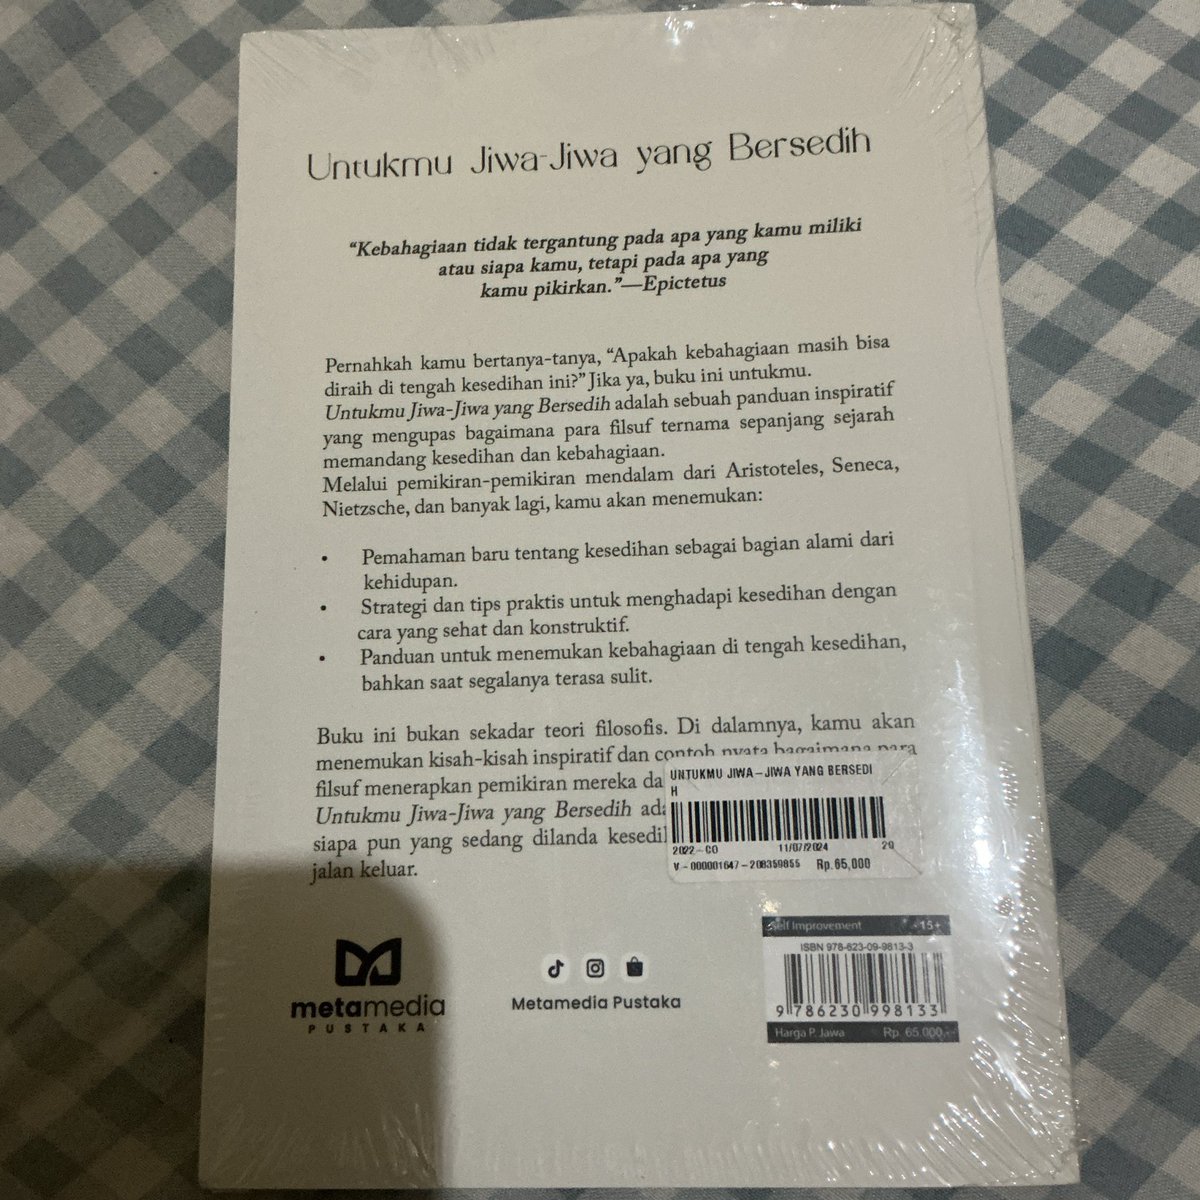 Untukmu Jiwa-Jiwa yang Bersedih
“Kebahagiaan tidak tergantung pada apa yang kamu miliki
atau siapa kamu, tetapi pada apa yang
kamu pikirkan.”—Epictetus
Pernahkah kamu bertanya-tanya, “Apakah kebahagiaan masih bisa
diraih di tengah kesedihan ini?” Jika ya, buku ini untukmu.
Untukmu Jiwa-Jiwa yang Bersedih adalah sebuah panduan inspiratif
yang mengupas bagaimana para filsuf ternama sepanjang sejarah
memandang kesedihan dan kebahagiaan.
Melalui pemikiran-pemikiran mendalam dari Aristoteles, Seneca,
Nietzsche, dan banyak lagi, kamu akan menemukan:
• Pemahaman baru tentang kesedihan sebagai bagian alami dari
kehidupan.
• Strategi dan tips praktis untuk menghadapi kesedihan dengan
cara yang sehat dan konstruktif.
• Panduan untuk menemukan kebahagiaan di tengah kesedihan,
bahkan saat segalanya terasa sulit.
Buku ini bukan sekadar teori filosofis. Di dalamnya, kamu akan
menemukan kisah-kisah inspiratif dan contoh nyata bagaimana para
filsuf menerapkan pemikiran mereka
Untukmu Jiwa-Jiwa yang Bersedih
siapa pun yang sedang dilanda
jalan keluar.
UNTUKMU JIWA-JIWA YANG BERSEDI
H
2022-CO 11/07/2024 20
V-000001647-208359855 Rp.65,000
metamedia
PUSTAKA
Metamedia Pustaka
Self Improvement 15+
ISBN 978-623-09-9813-3
9 786230 998133
Harga P. Jawa Rp. 65.000,-